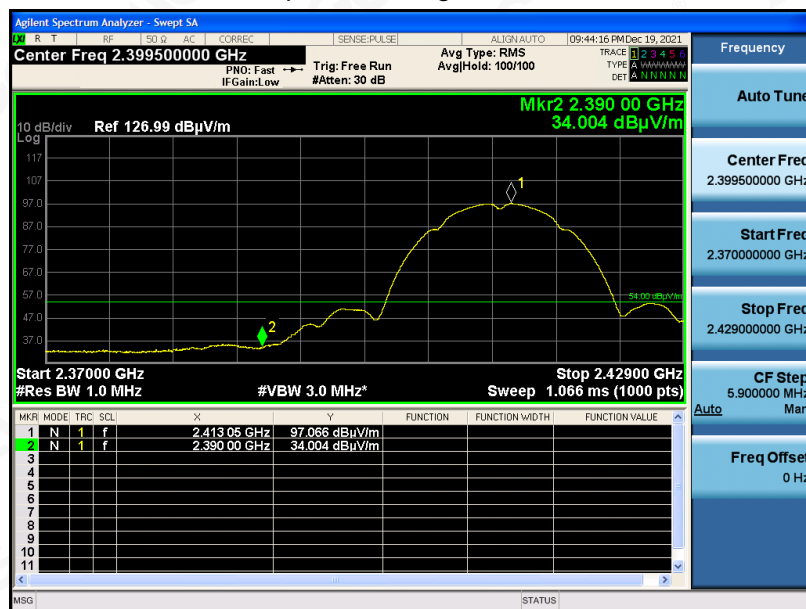 Agilent Spectrum Analyzer - Swept SA
LXI R T RF 50 Ω AC CORREC SENSE:PULSE ALIGN AUTO 09:44:16 PM Dec 19, 2021
Center Freq 2.399500000 GHz
PNO: Fast
IFGain:Low
Trig: Free Run
#Atten: 30 dB
Avg Type: RMS
Avg|Hold: 100/100
TRACE 1 2 3 4 5 6
TYPE A WWWWW
DET A N N N N N
Mkr2 2.390 00 GHz
34.004 dBµV/m
10 dB/div
Log
Ref 126.99 dBµV/m
117
107
97.0
87.0
77.0
67.0
57.0
47.0
37.0
1
2
54.00 dBµV/m
Start 2.37000 GHz Stop 2.42900 GHz
#Res BW 1.0 MHz #VBW 3.0 MHz* Sweep 1.066 ms (1000 pts)
MKR MODE TRC SCL X Y FUNCTION FUNCTION WIDTH FUNCTION VALUE
1 N 1 f 2.413 05 GHz 97.066 dBµV/m
2 N 1 f 2.390 00 GHz 34.004 dBµV/m
3
4
5
6
7
8
9
10
11
MSG STATUS
Frequency
Auto Tune
Center Freq
2.399500000 GHz
Start Freq
2.370000000 GHz
Stop Freq
2.429000000 GHz
CF Step
5.900000 MHz
Auto Man
Freq Offset
0 Hz